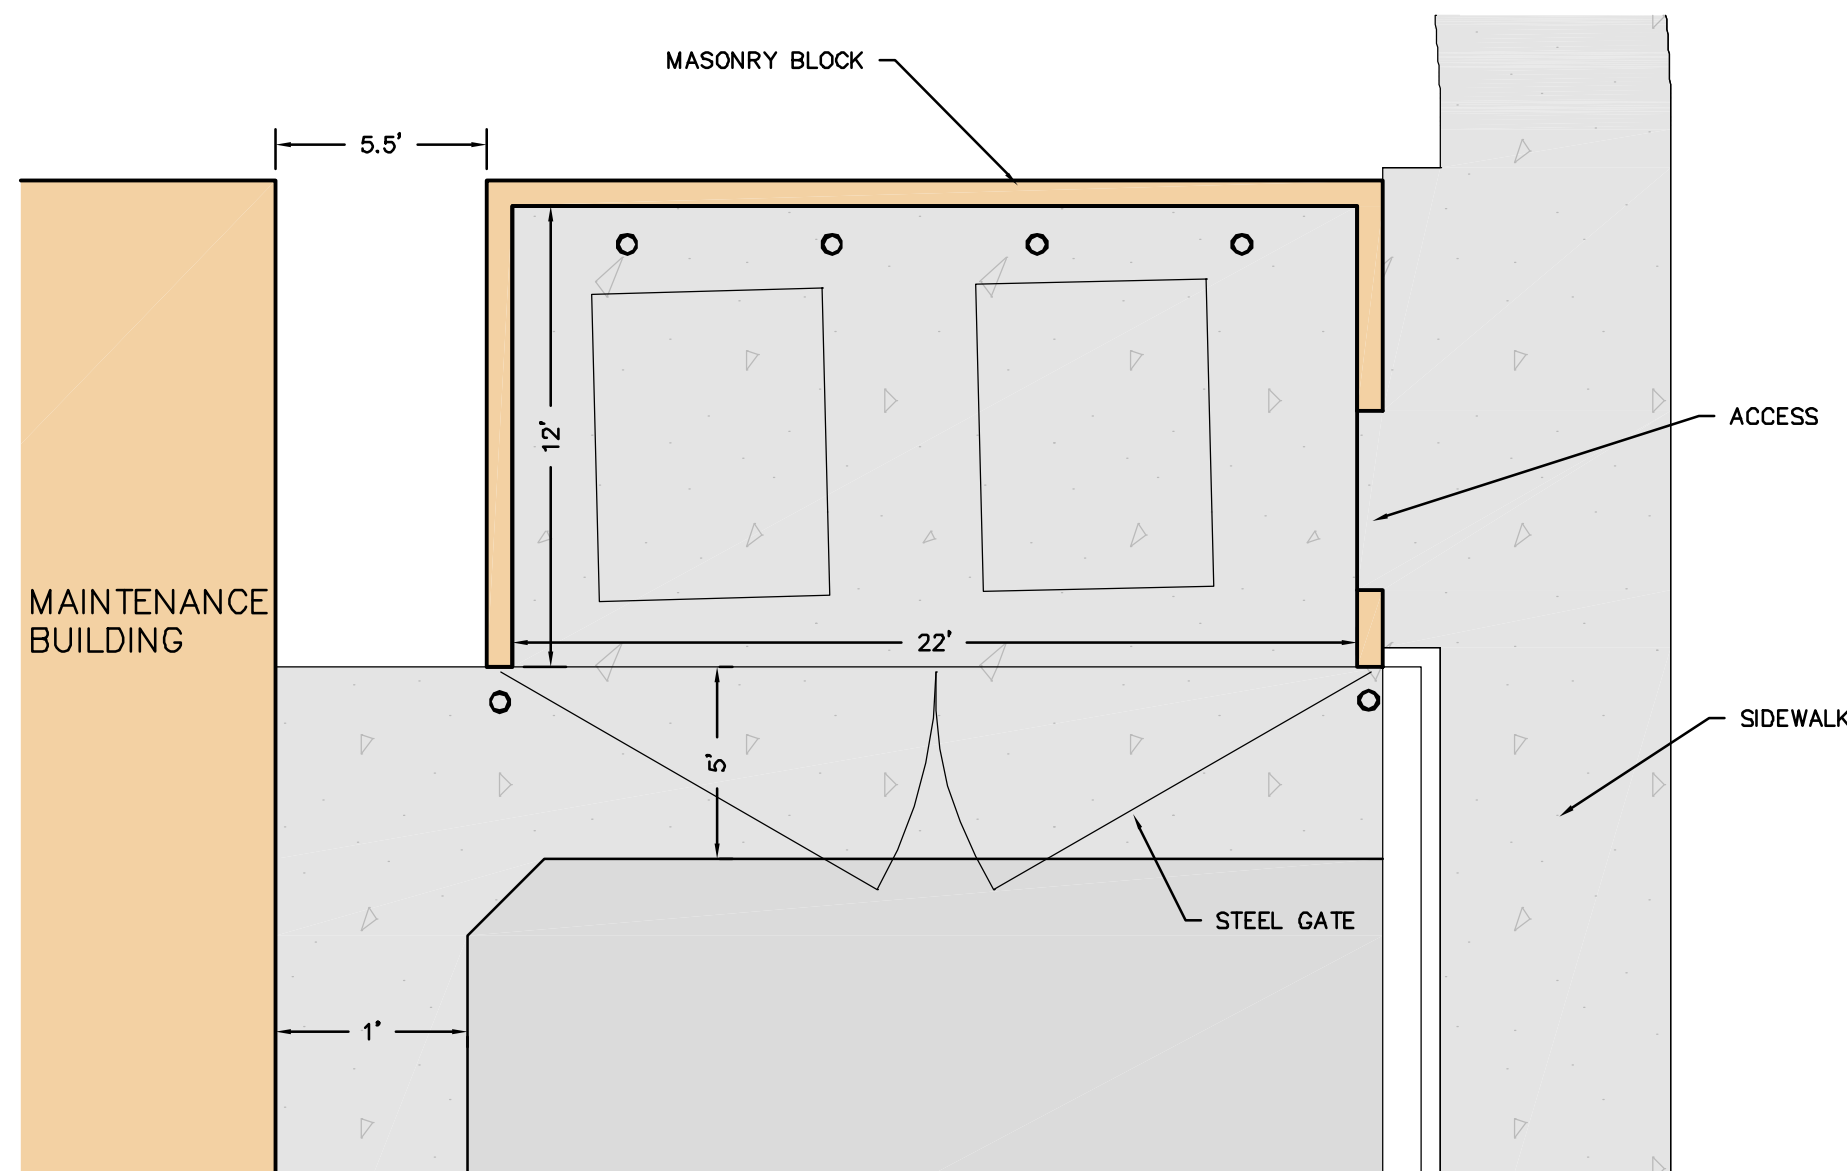 MASONRY BLOCK
5.5'
12'
ACCESS
MAINTENANCE
BUILDING
22'
SIDEWALK
5'
STEEL GATE
1'